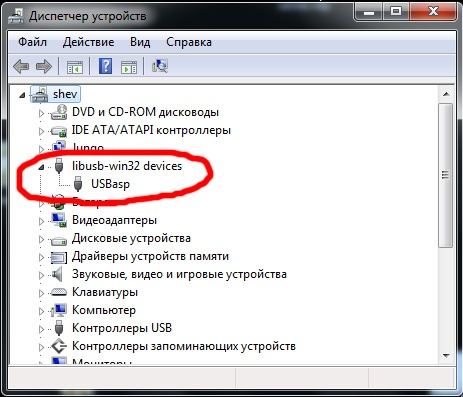 Диспетчер устройств
Файл Действие Вид Справка
shev
DVD и CD-ROM дисководы
IDE ATA/ATAPI контроллеры
Jungo
libusb-win32 devices
USBasp
Батареи
Видеоадаптеры
Дисковые устройства
Драйверы устройств памяти
Звуковые, видео и игровые устройства
Клавиатуры
Компьютер
Контроллеры USB
Контроллеры запоминающих устройств
Мониторы